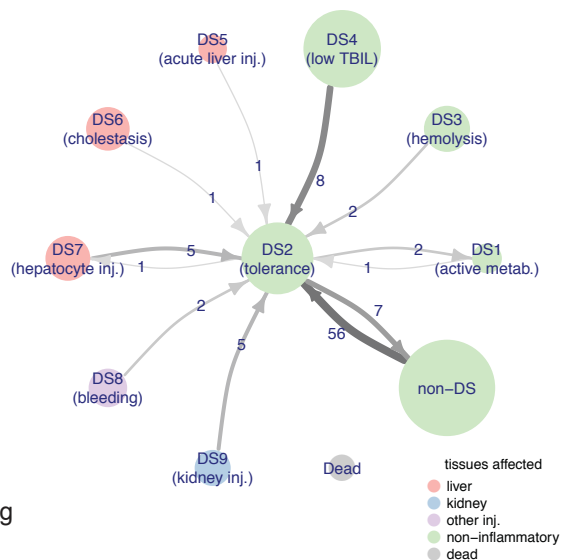 DS5
(acute liver inj.)
DS4
(low TBIL)
DS6
(cholestasis)
DS3
(hemolysis)
1
1
8
2
DS7
(hepatocyte inj.)
5
1
DS2
(tolerance)
2
1
DS1
(active metab.)
2
7
56
5
DS8
(bleeding)
non−DS
DS9
(kidney inj.)
Dead
tissues affected
liver
kidney
other inj.
non−inflammatory
dead
g